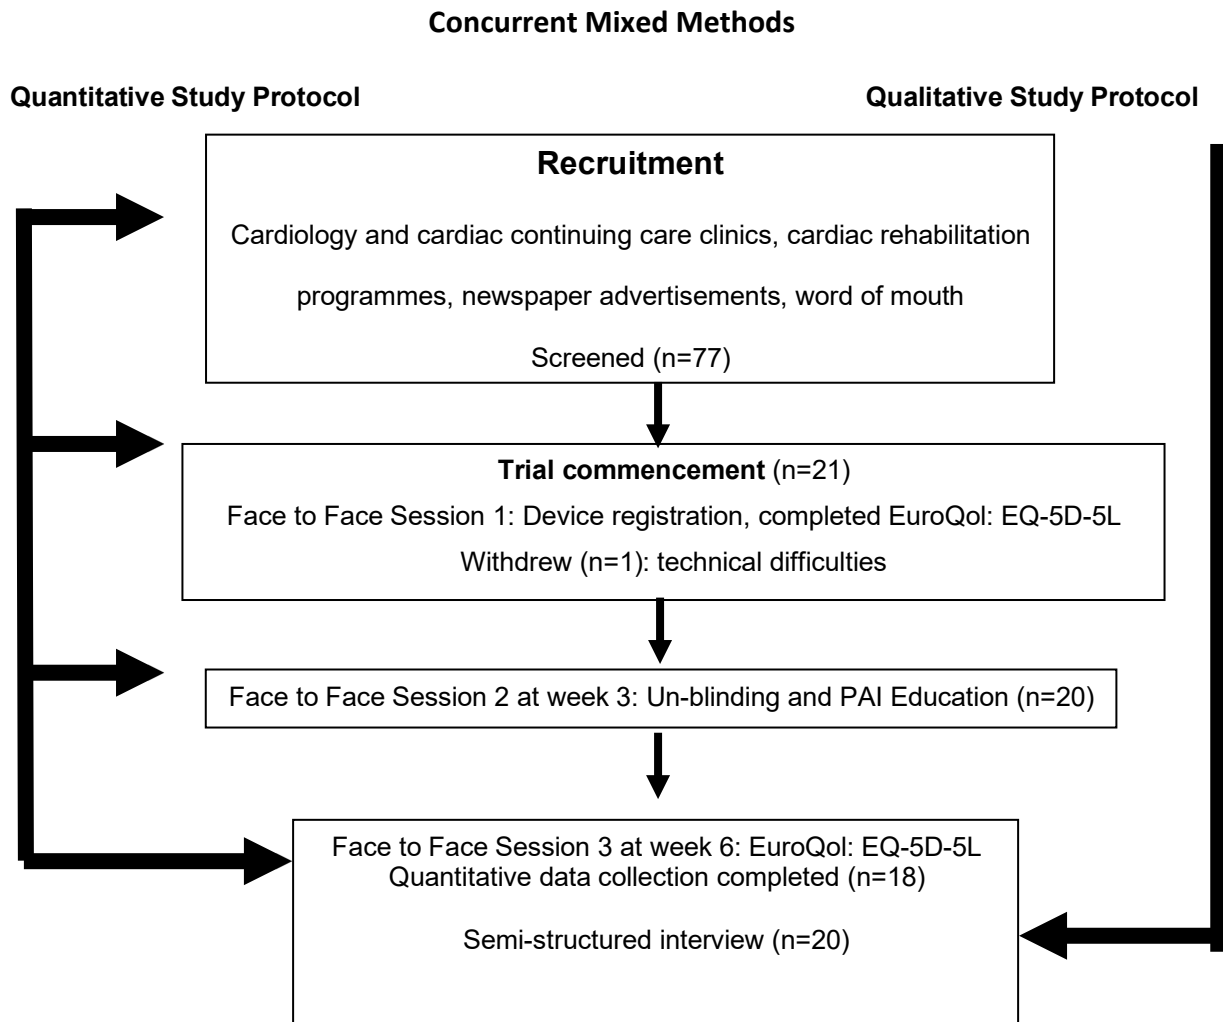 Concurrent Mixed Methods
Quantitative Study Protocol
Qualitative Study Protocol
Recruitment
Cardiology and cardiac continuing care clinics, cardiac rehabilitation
programmes, newspaper advertisements, word of mouth
Screened (n=77)
Trial commencement (n=21)
Face to Face Session 1: Device registration, completed EuroQol: EQ-5D-5L
Withdrew (n=1): technical difficulties
Face to Face Session 2 at week 3: Un-blinding and PAI Education (n=20)
Face to Face Session 3 at week 6: EuroQol: EQ-5D-5L
Quantitative data collection completed (n=18)
Semi-structured interview (n=20)